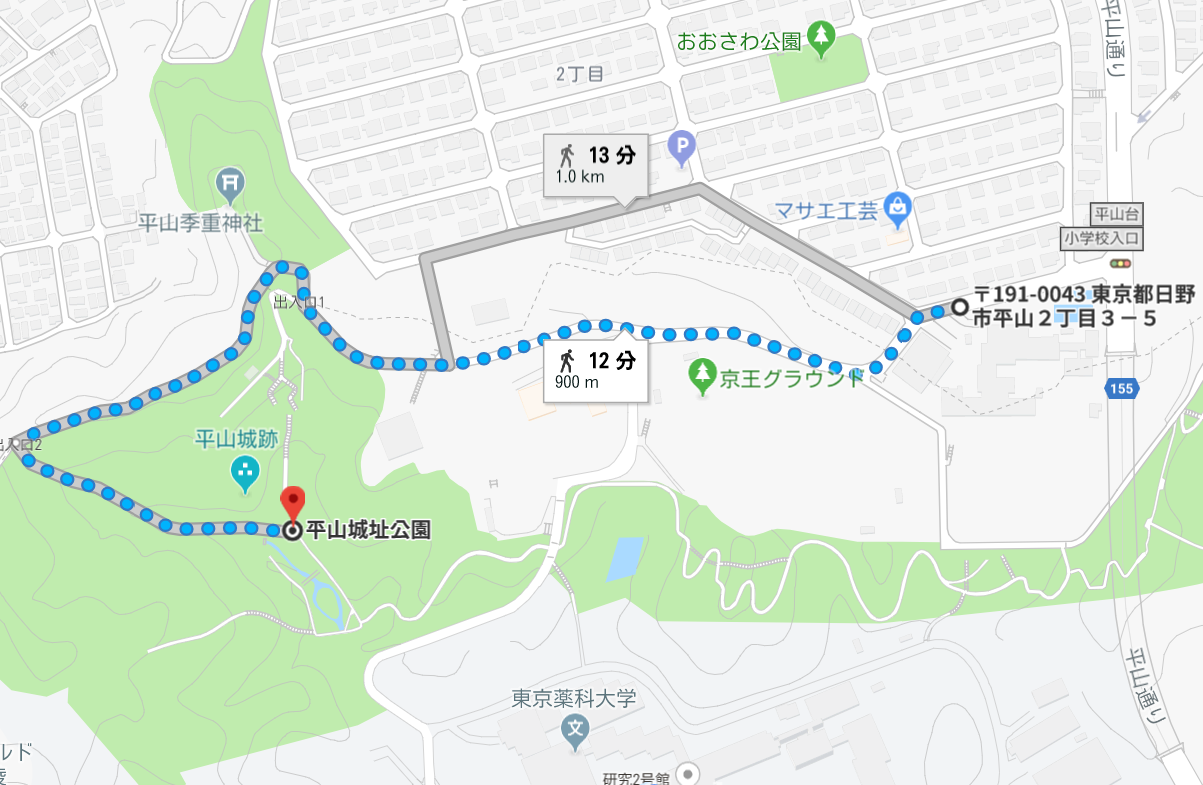 平山通り
おおさわ公園
2丁目
13 分
1.0 km
P
平山季重神社
マサエ工芸
平山台
小学校入口
出入口1
〒191-0043 東京都日野
市平山２丁目３－５
12 分
900 m
京王グラウンド
155
出入口2
平山城跡
平山城址公園
平山通り
東京薬科大学
文
ルド
研究2号館